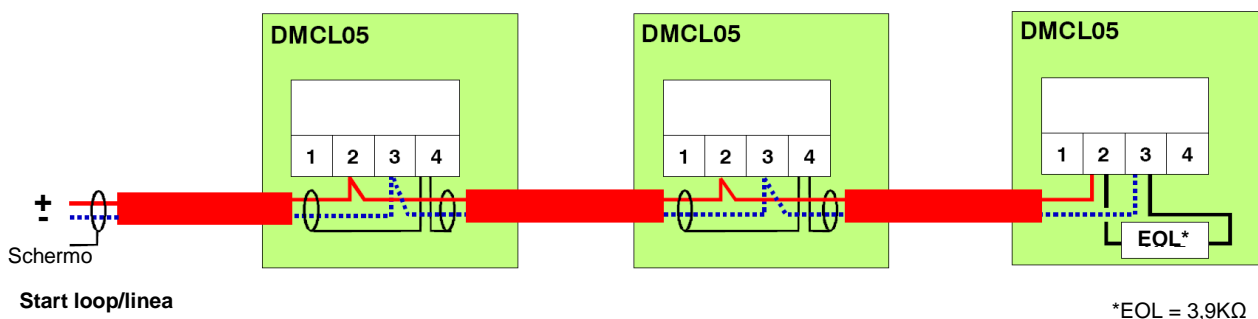 DMCL05
DMCL05
DMCL05
1 2 3 4
1 2 3 4
1 2 3 4
+
-
Schermo
EOL*
Start loop/linea
*EOL = 3,9KΩ